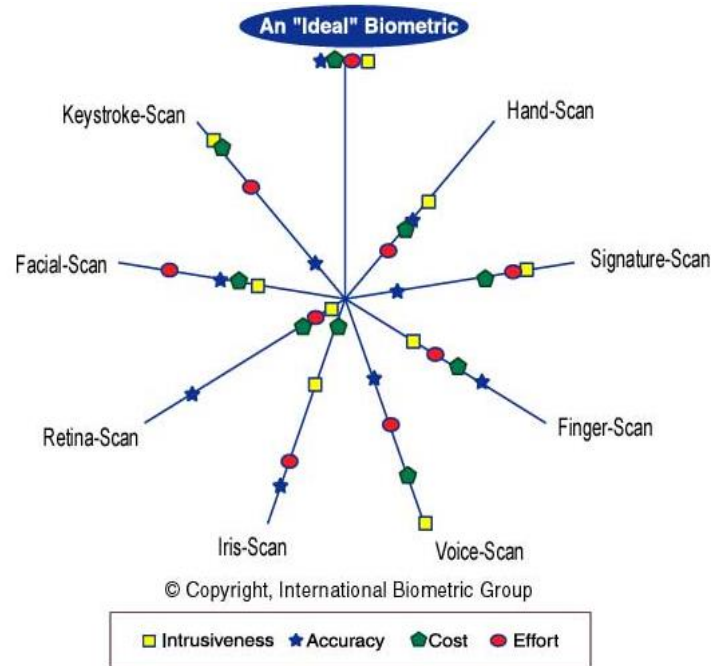 An "Ideal" Biometric
Keystroke-Scan
Hand-Scan
Facial-Scan
Signature-Scan
Retina-Scan
Finger-Scan
Iris-Scan
Voice-Scan
© Copyright, International Biometric Group
Intrusiveness Accuracy Cost Effort